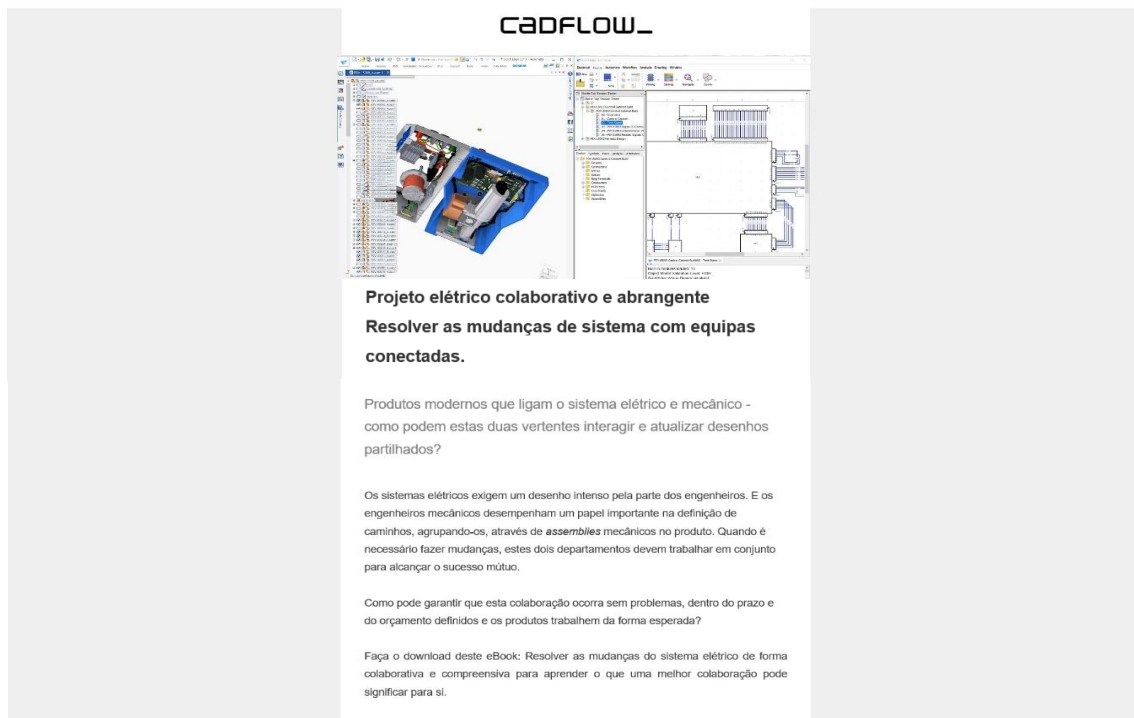 CADFLOW_
Projeto elétrico colaborativo e abrangente
Resolver as mudanças de sistema com equipas
conectadas.
Produtos modernos que ligam o sistema elétrico e mecânico -
como podem estas duas vertentes interagir e atualizar desenhos
partilhados?
Os sistemas elétricos exigem um desenho intenso pela parte dos engenheiros. E os
engenheiros mecânicos desempenham um papel importante na definição de
caminhos, agrupando-os, através de assemblies mecânicos no produto. Quando é
necessário fazer mudanças, estes dois departamentos devem trabalhar em conjunto
para alcançar o sucesso mútuo.
Como pode garantir que esta colaboração ocorra sem problemas, dentro do prazo e
do orçamento definidos e os produtos trabalhem da forma esperada?
Faça o download deste eBook: Resolver as mudanças do sistema elétrico de forma
colaborativa e compreensiva para aprender o que uma melhor colaboração pode
significar para si.